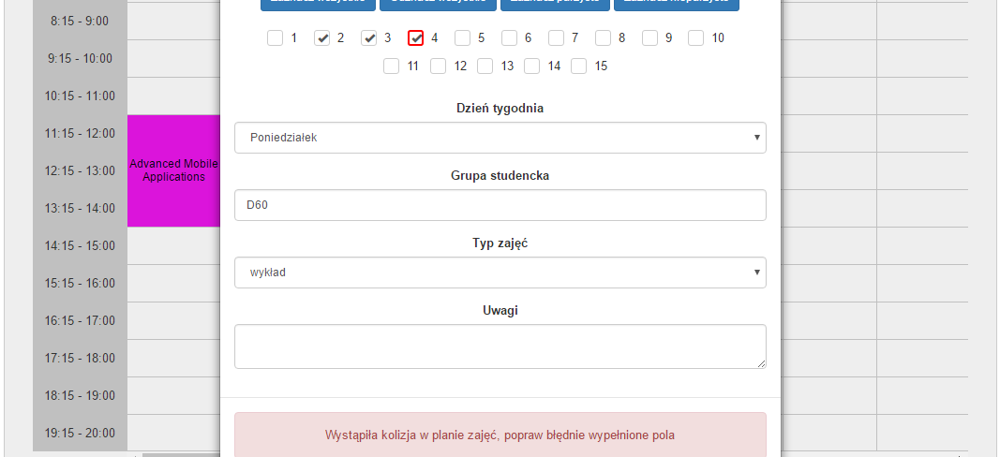 8:15 - 9:00
9:15 - 10:00
10:15 - 11:00
11:15 - 12:00
12:15 - 13:00
13:15 - 14:00
14:15 - 15:00
15:15 - 16:00
16:15 - 17:00
17:15 - 18:00
18:15 - 19:00
19:15 - 20:00
Advanced Mobile
Applications
1 2 3 4 5 6 7 8 9 10
11 12 13 14 15
Dzień tygodnia
Poniedziałek
Grupa studencka
D60
Typ zajęć
wykład
Uwagi
Wystąpiła kolizja w planie zajęć, popraw błędnie wypełnione pola